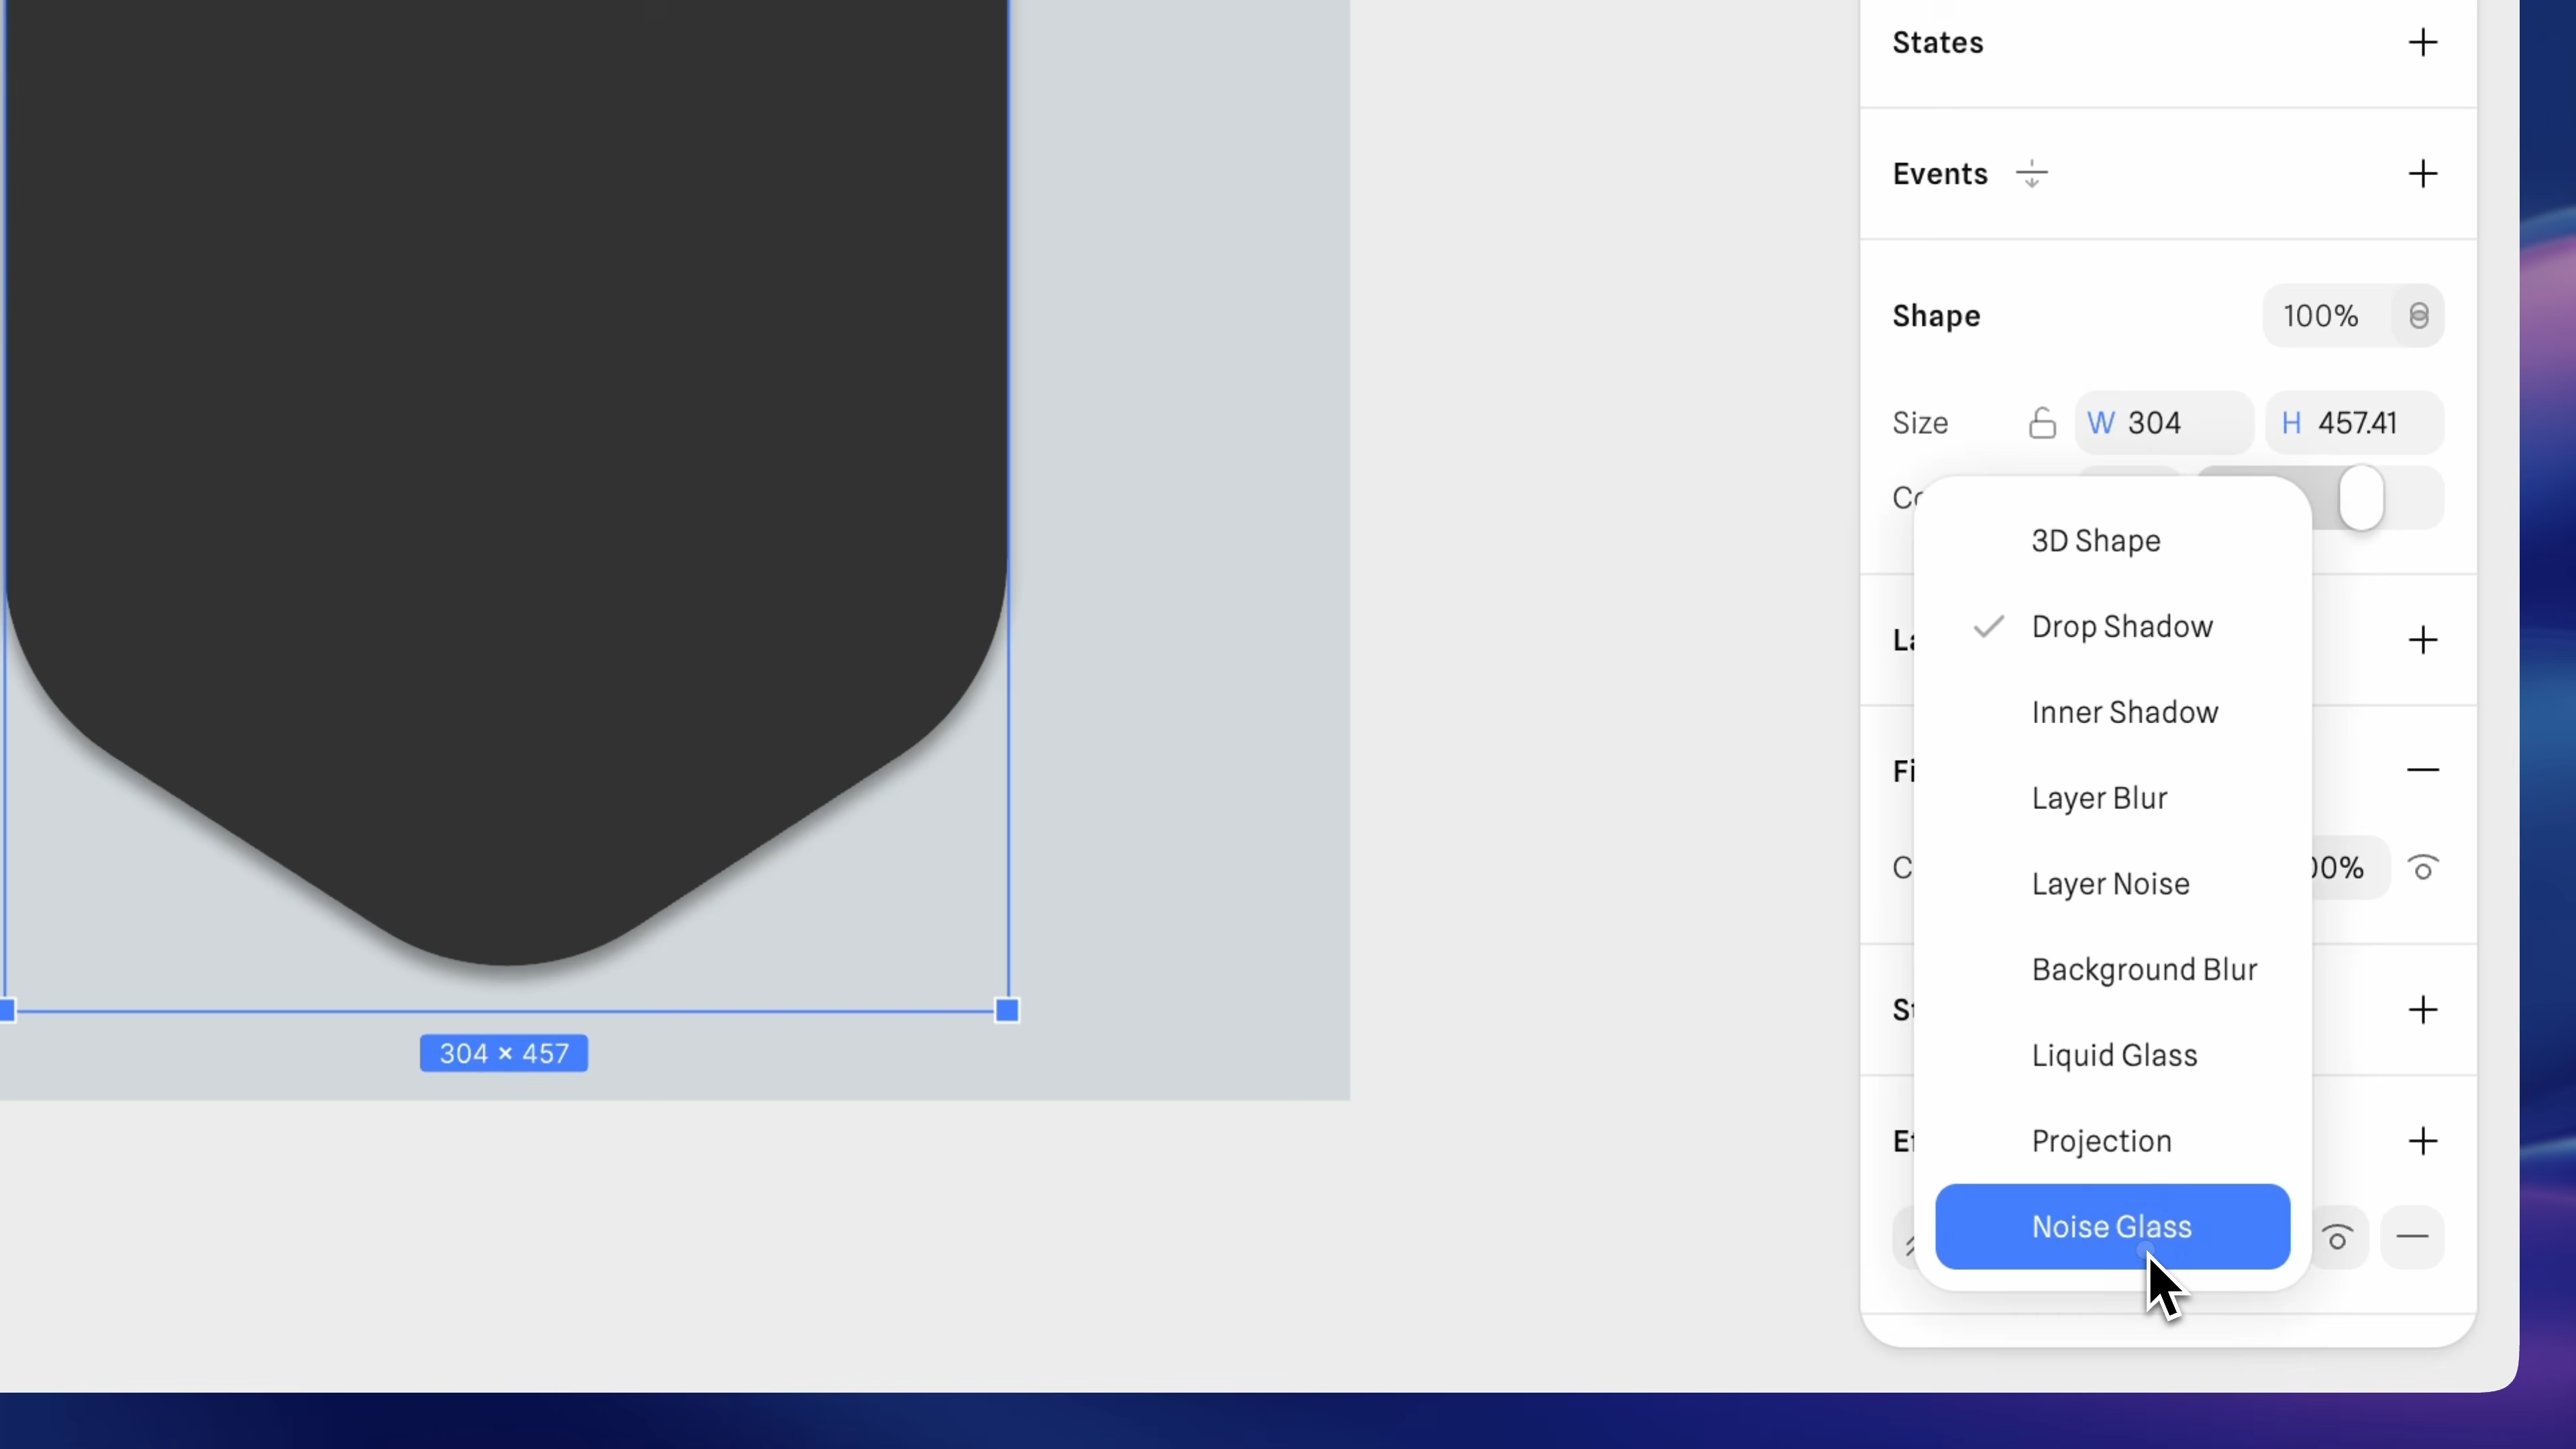 States
Events
Shape
100%
Size
W 304
H 457.41
3D Shape
Drop Shadow
Inner Shadow
Layer Blur
Layer Noise
Background Blur
Liquid Glass
Projection
Noise Glass
304 × 457